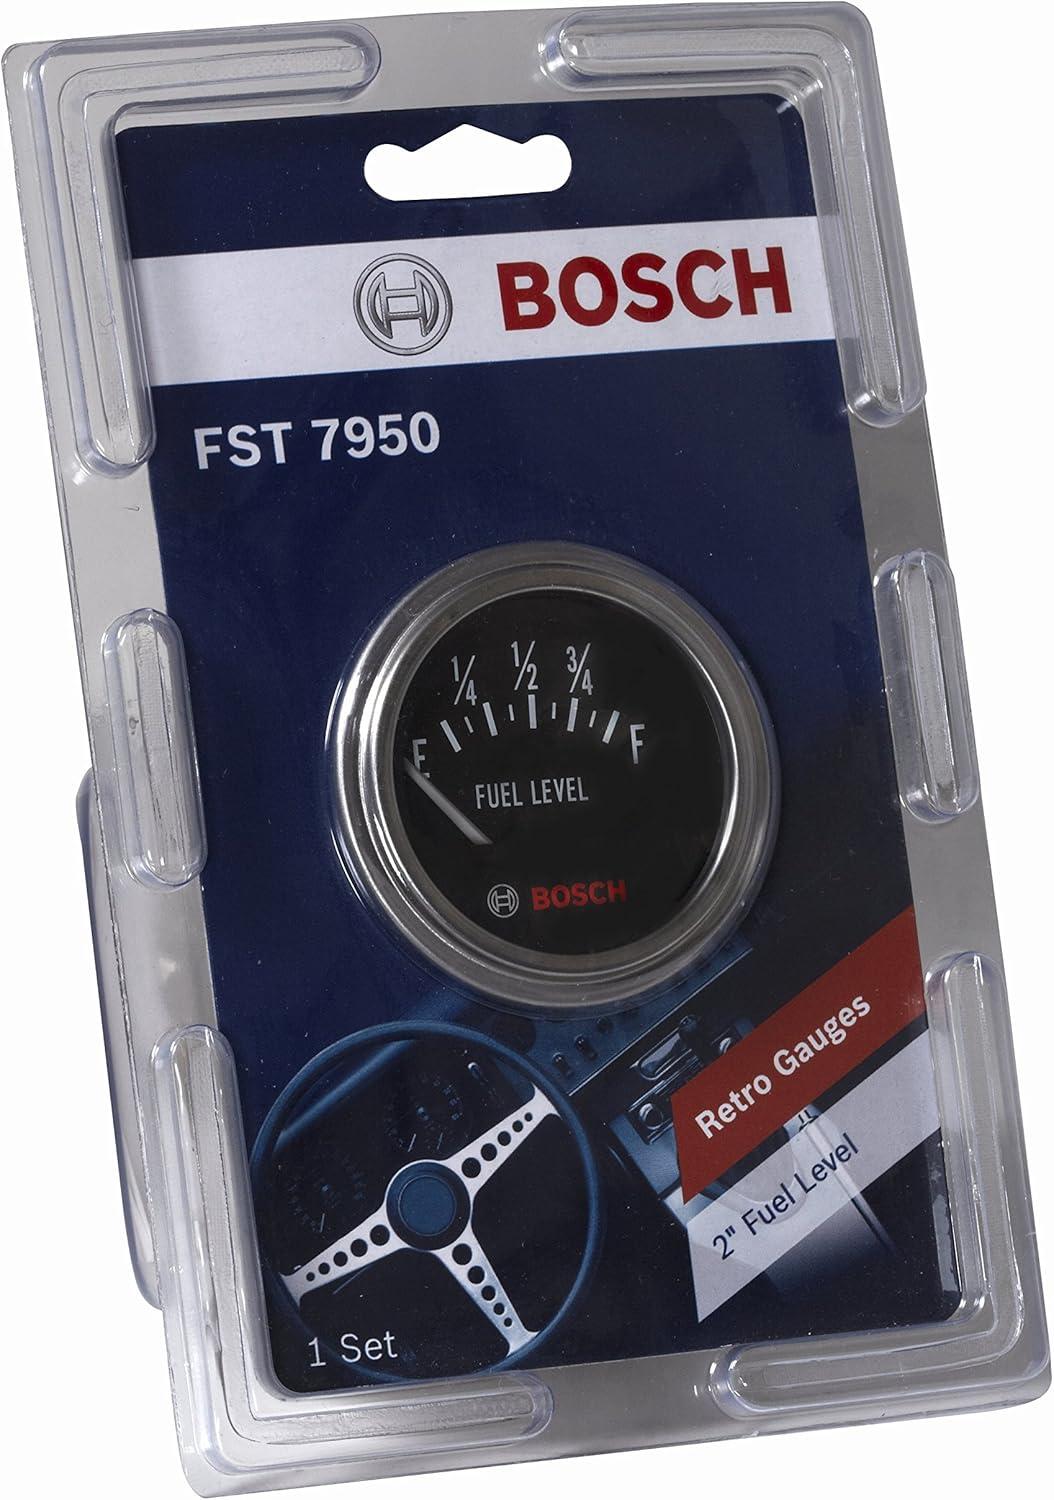 BOSCH
FST 7950
1/4 1/2 3/4
E F
FUEL LEVEL
BOSCH
Retro Gauges
2" Fuel Level
1 Set